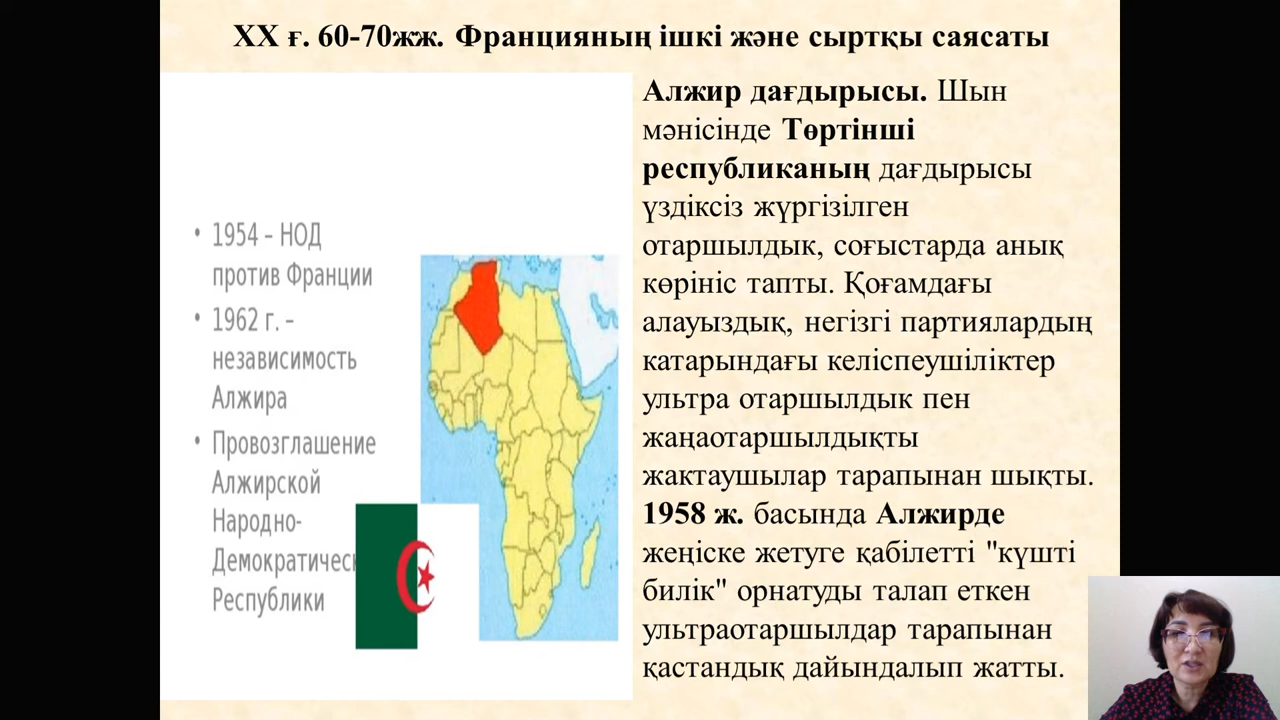 XX ғ. 60-70жж. Францияның ішкі және сыртқы саясаты
• 1954 – НОД
против Франции
• 1962 г. –
независимость
Алжира
• Провозглашение
Алжирской
Народно-
Демократическ
Республики
Алжир дағдырысы. Шын
мәнісінде Төртінші
республиканың дағдырысы
үздіксіз жүргізілген
отаршылдык, соғыстарда анық
көрініс тапты. Қоғамдағы
алауыздық, негізгі партиялардың
катарындағы келіспеушіліктер
ультра отаршылдык пен
жаңаотаршылдықты
жақтаушылар тарапынан шықты.
1958 ж. басында Алжирде
жеңіске жетуге қабілетті "күшті
билік" орнатуды талап еткен
ультраотаршылдар тарапынан
қастандық дайындалып жатты.